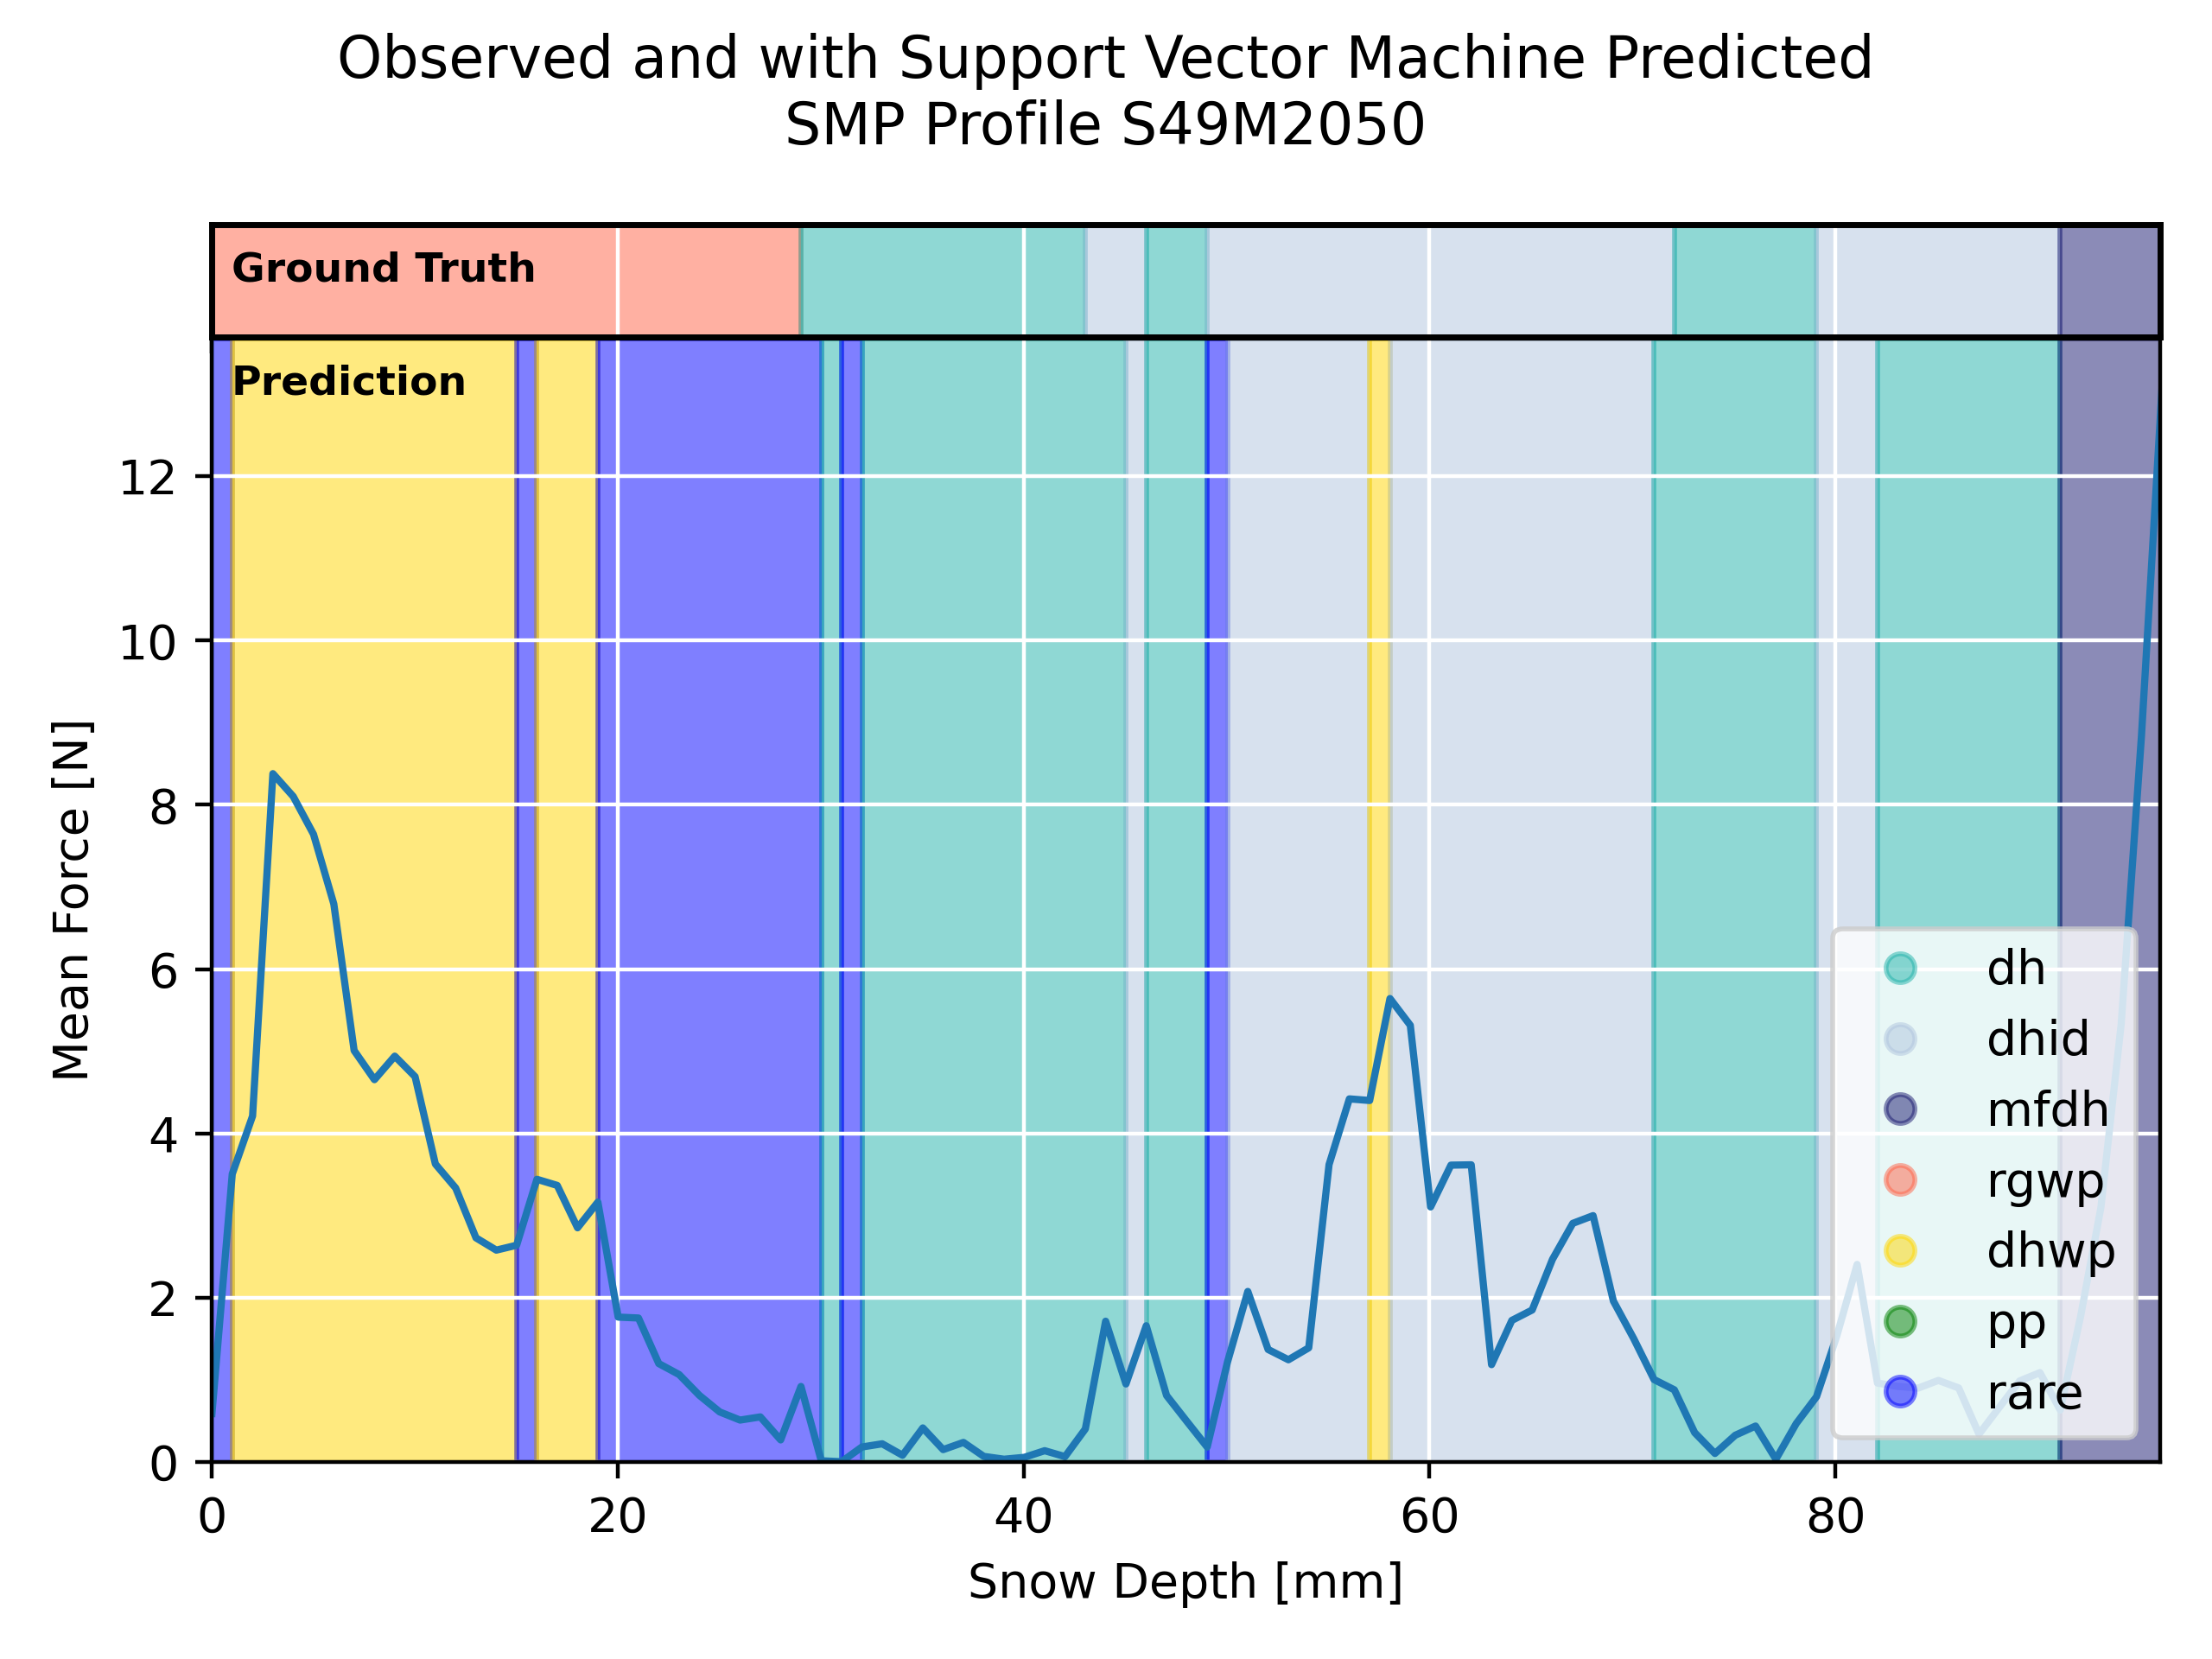 Observed and with Support Vector Machine Predicted
SMP Profile S49M2050
Ground Truth
Prediction
12
10
8
6
4
2
0
Mean Force [N]
dh
dhid
mfdh
rgwp
dhwp
pp
rare
0 20 40 60 80
Snow Depth [mm]